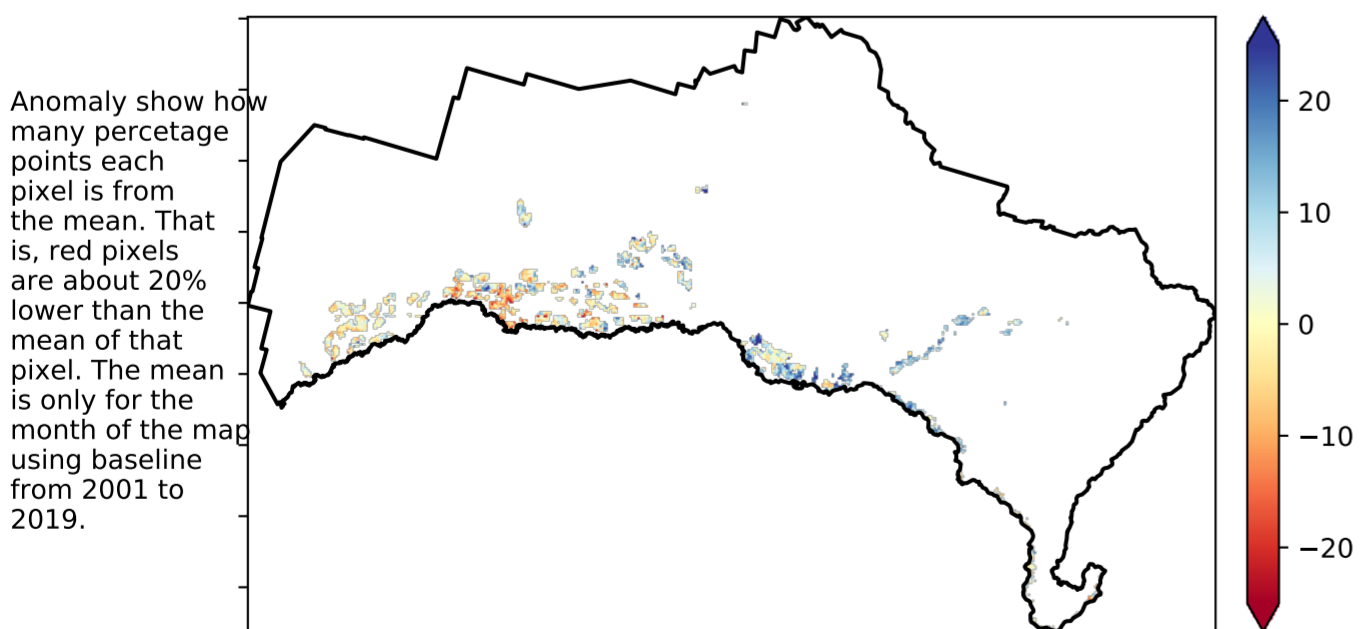 Anomaly show how
many percetage
points each
pixel is from
the mean. That
is, red pixels
are about 20%
lower than the
mean of that
pixel. The mean
is only for the
month of the map
using baseline
from 2001 to
2019.
20
10
0
−10
−20